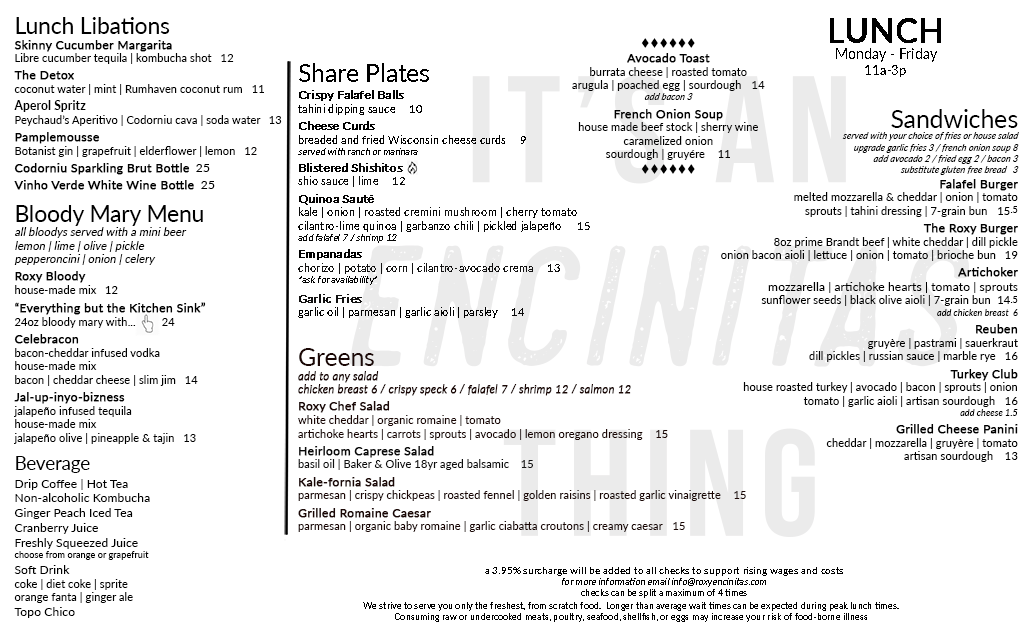 Lunch Libations
Skinny Cucumber Margarita
Libre cucumber tequila | kombucha shot 12
The Detox
coconut water | mint | Rumhaven coconut rum 11
Aperol Spritz
Peychaud's Aperitivo | Codorniu cava | soda water 13
Pamplemousse
Botanist gin | grapefruit | elderflower | lemon 12
Codorniu Sparkling Brut Bottle 25
Vinho Verde White Wine Bottle 25
Bloody Mary Menu
all bloodys served with a mini beer
lemon | lime | olive | pickle
pepperoncini | onion | celery
Roxy Bloody
house-made mix 12
“Everything but the Kitchen Sink”
24oz bloody mary with... 24
Celebracon
bacon-cheddar infused vodka
house-made mix
bacon | cheddar cheese | slim jim 14
Jal-up-inyo-bizness
jalapeño infused tequila
house-made mix
jalapeño olive | pineapple & tajin 13
Beverage
Drip Coffee | Hot Tea
Non-alcoholic Kombucha
Ginger Peach Iced Tea
Cranberry Juice
Freshly Squeezed Juice
choose from orange or grapefruit
Soft Drink
coke | diet coke | sprite
orange fanta | ginger ale
Topo Chico
Share Plates
Crispy Falafel Balls
tahini dipping sauce 10
Cheese Curds
breaded and fried Wisconsin cheese curds 9
served with ranch or marinara
Blistered Shishitos
shio sauce | lime 12
Quinoa Sauté
kale | onion | roasted cremini mushroom | cherry tomato
cilantro-lime quinoa | garbanzo chili | pickled jalapeño 15
add falafel 7 / shrimp 12
Empanadas
chorizo | potato | corn | cilantro-avocado crema 13
*ask for availability*
Garlic Fries
garlic oil | parmesan | garlic aioli | parsley 14
Greens
add to any salad
chicken breast 6 / crispy speck 6 / falafel 7 / shrimp 12 / salmon 12
Roxy Chef Salad
white cheddar | organic romaine | tomato
artichoke hearts | carrots | sprouts | avocado | lemon oregano dressing 15
Heirloom Caprese Salad
basil oil | Baker & Olive 18yr aged balsamic 15
Kale-fornia Salad
parmesan | crispy chickpeas | roasted fennel | golden raisins | roasted garlic vinaigrette 15
Grilled Romaine Caesar
parmesan | organic baby romaine | garlic ciabatta croutons | creamy caesar 15
Avocado Toast
burrata cheese | roasted tomato
arugula | poached egg | sourdough 14
add bacon 3
French Onion Soup
house made beef stock | sherry wine
caramelized onion
sourdough | gruyére 11
LUNCH
Monday - Friday
11a-3p
Sandwiches
served with your choice of fries or house salad
upgrade garlic fries 3 / french onion soup 8
add avocado 2 / fried egg 2 / bacon 3
substitute gluten free bread 3
Falafel Burger
melted mozzarella & cheddar | onion | tomato
sprouts | tahini dressing | 7-grain bun 15.5
The Roxy Burger
8oz prime Brandt beef | white cheddar | dill pickle
onion bacon aioli | lettuce | onion | tomato | brioche bun 19
Artichoker
mozzarella | artichoke hearts | tomato | sprouts
sunflower seeds | black olive aioli | 7-grain bun 14.5
add chicken breast 6
Reuben
gruyère | pastrami | sauerkraut
dill pickles | russian sauce | marble rye 16
Turkey Club
house roasted turkey | avocado | bacon | sprouts | onion
tomato | garlic aioli | artisan sourdough 16
add cheese 1.5
Grilled Cheese Panini
cheddar | mozzarella | gruyère | tomato
artisan sourdough 13
IT'S AN
ENCINITAS
THING
a 3.95% surcharge will be added to all checks to support rising wages and costs
for more information email info@roxyencinitas.com
checks can be split a maximum of 4 times
We strive to serve you only the freshest, from scratch food. Longer than average wait times can be expected during peak lunch times.
Consuming raw or undercooked meats, poultry, seafood, shellfish, or eggs may increase your risk of food-borne illness